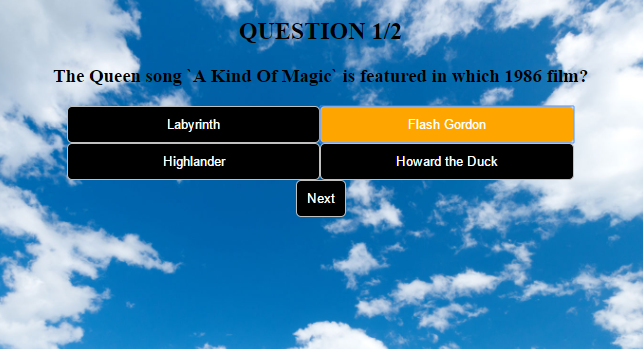 QUESTION 1/2
The Queen song `A Kind Of Magic` is featured in which 1986 film?
Labyrinth
Flash Gordon
Highlander
Howard the Duck
Next